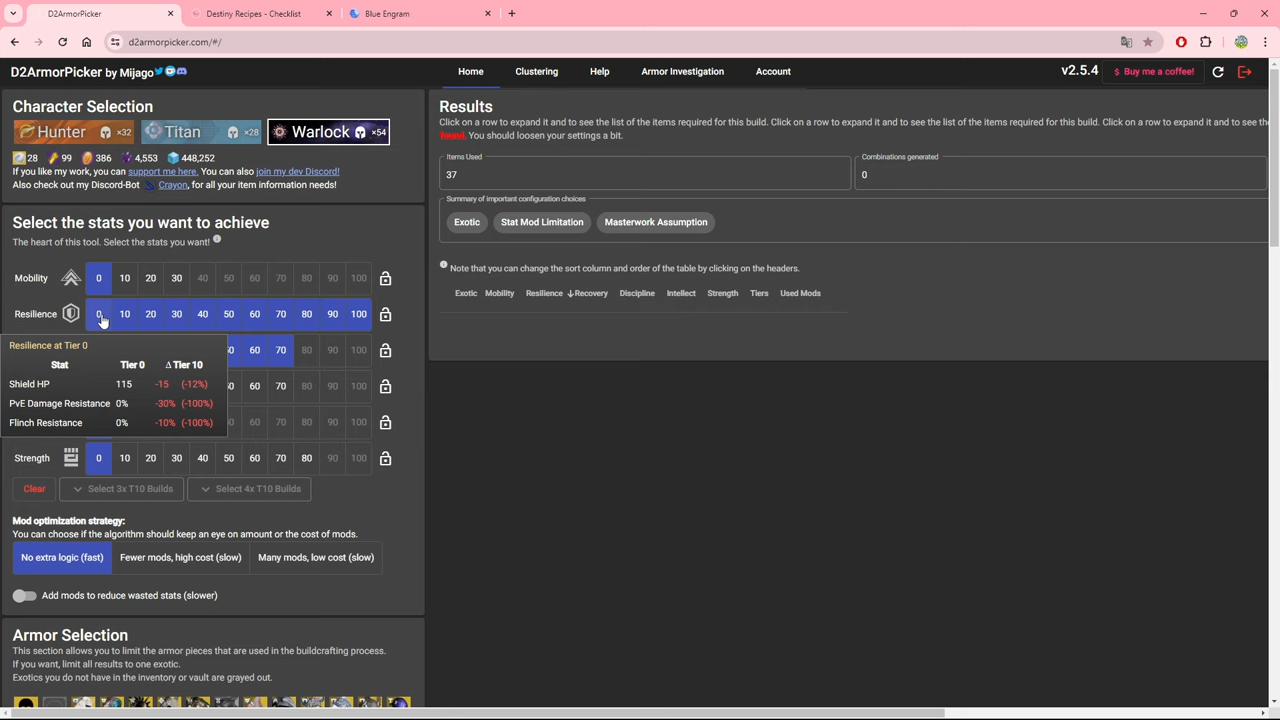 D2ArmorPicker
Destiny Recipes - Checklist
Blue Engram
d2armorpicker.com/#/
D2ArmorPicker by Mijago
Home
Clustering
Help
Armor Investigation
Account
v2.5.4
$ Buy me a coffee!
Character Selection
Hunter ×32
Titan ×28
Warlock ×54
28 99 386 4,553 448,252
If you like my work, you can support me here. You can also join my dev Discord!
Also check out my Discord-Bot Crayon, for all your item information needs!
Select the stats you want to achieve
The heart of this tool. Select the stats you want!
Mobility 0 10 20 30 40 50 60 70 80 90 100
Resilience 0 10 20 30 40 50 60 70 80 90 100
Resilience at Tier 0
Stat Tier 0 Δ Tier 10
Shield HP 115 -15 (-12%)
PvE Damage Resistance 0% -30% (-100%)
Flinch Resistance 0% -10% (-100%)
60 70 80 90 100
60 70 80 90 100
60 70 80 90 100
Strength 0 10 20 30 40 50 60 70 80 90 100
Clear
Select 3x T10 Builds
Select 4x T10 Builds
Mod optimization strategy:
You can choose if the algorithm should keep an eye on amount or the cost of mods.
No extra logic (fast)
Fewer mods, high cost (slow)
Many mods, low cost (slow)
Add mods to reduce wasted stats (slower)
Armor Selection
This section allows you to limit the armor pieces that are used in the buildcrafting process.
If you want, limit all results to one exotic.
Exotics you do not have in the inventory or vault are grayed out.
Results
Click on a row to expand it and to see the list of the items required for this build. Click on a row to expand it and to see the list of the items required for this build. Click on a row to expand it and to see the
. You should loosen your settings a bit.
Items Used
37
Combinations generated
0
Summary of important configuration choices
Exotic
Stat Mod Limitation
Masterwork Assumption
Note that you can change the sort column and order of the table by clicking on the headers.
Exotic Mobility Resilience ↓Recovery Discipline Intellect Strength Tiers Used Mods